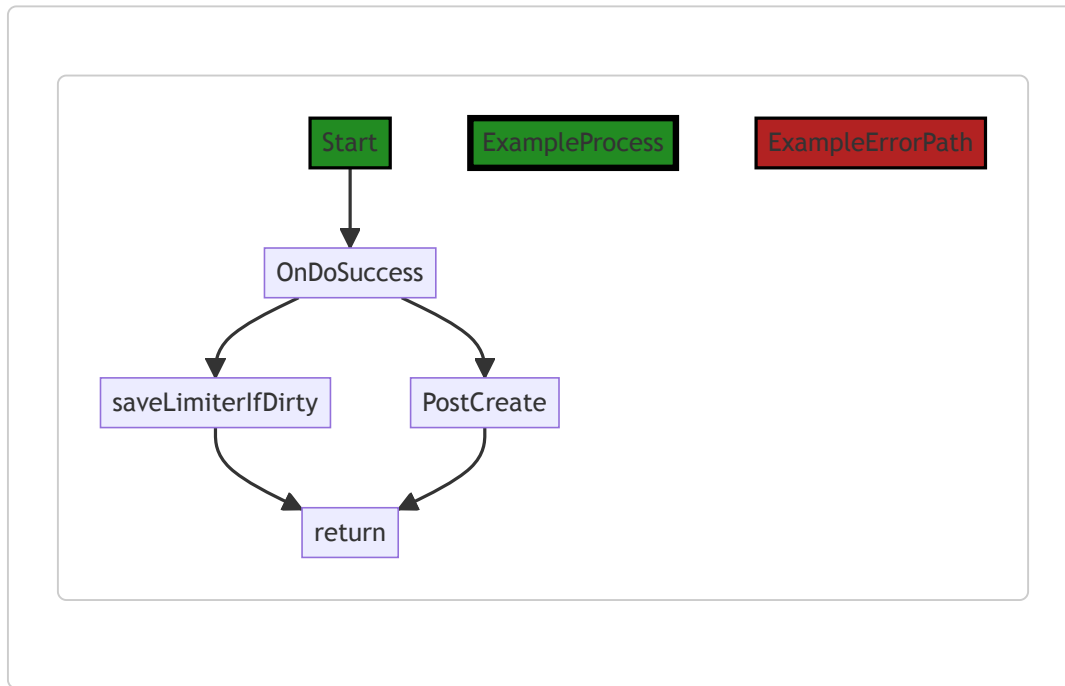 Start
ExampleProcess
ExampleErrorPath
OnDoSuccess
saveLimiterIfDirty
PostCreate
return